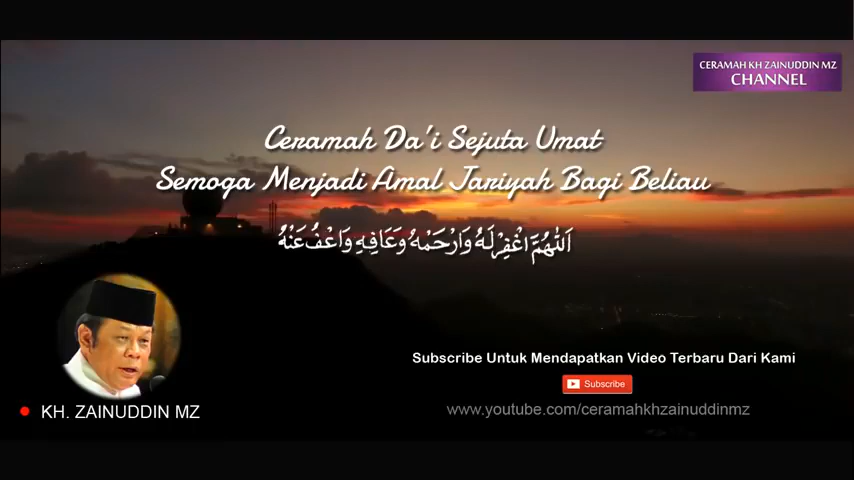 CERAMAH KH ZAINUDDIN MZ
CHANNEL
Ceramah Da'i Sejuta Umat
Semoga Menjadi Amal Jariyah Bagi Beliau
اَللّٰهُمَّ اغْفِرْلَهُ وَارْحَمْهُ وَعَافِهِ وَاعْفُ عَنْهُ
Subscribe Untuk Mendapatkan Video Terbaru Dari Kami
Subscribe
KH. ZAINUDDIN MZ
www.youtube.com/ceramahkhzainuddinmz